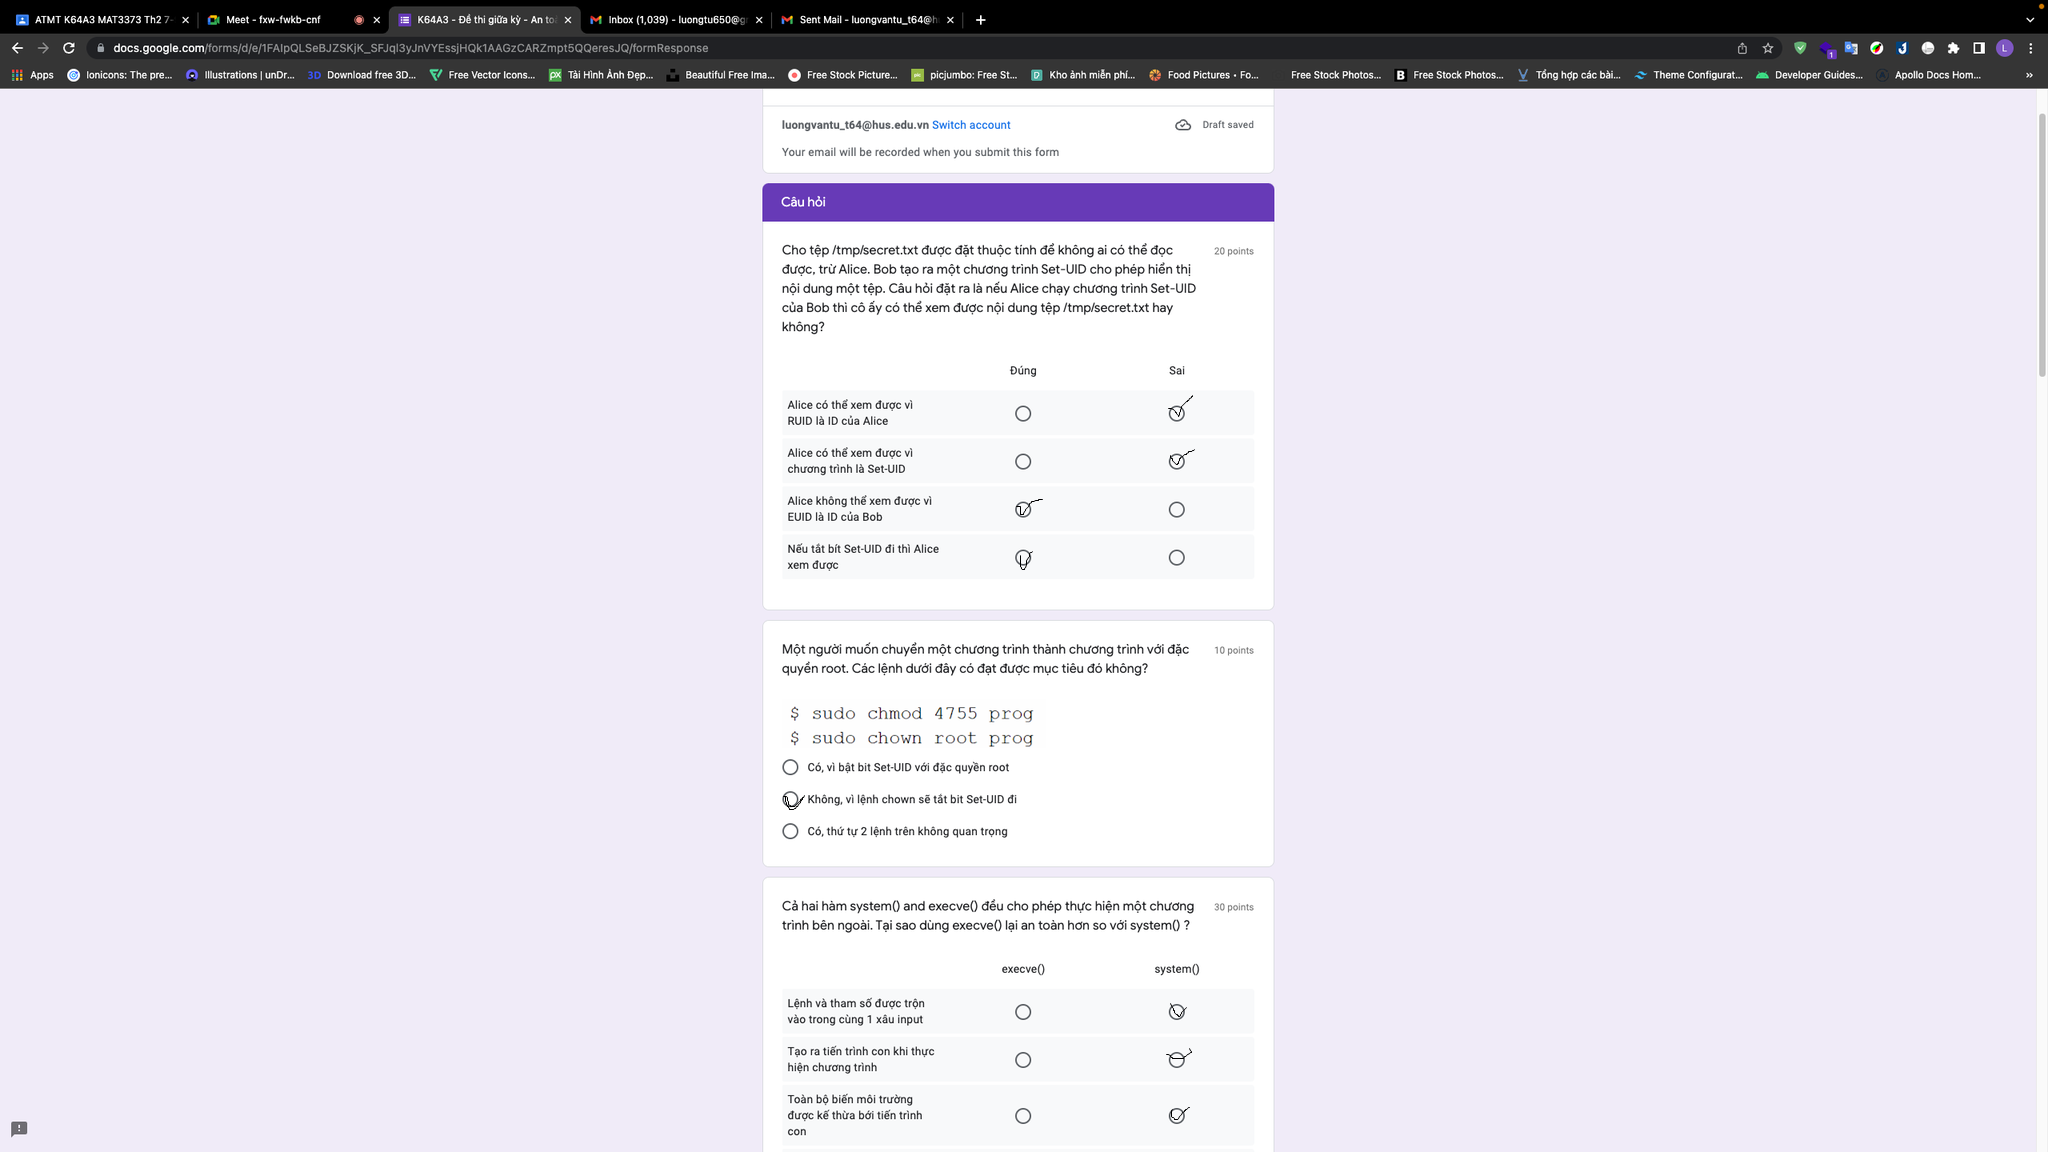 ATMT K64A3 MAT3373 Th2 7-
Meet - fxw-fwkb-cnf
K64A3 - Đề thi giữa kỳ - An to
Inbox (1,039) - luongtu650@g
Sent Mail - luongvantu_t64@h
docs.google.com/forms/d/e/1FAIpQLSeBJZSKjK_SFJqI3yJnVYEssjHQk1AAGzCARZmpt5QQeresJQ/formResponse
Apps
Ionicons: The pre...
Illustrations | unDr...
3D Download free 3D...
Free Vector Icons...
Tải Hình Ảnh Đẹp...
Beautiful Free Ima...
Free Stock Picture...
picjumbo: Free St...
Kho ảnh miễn phí...
Food Pictures • Fo...
Free Stock Photos...
Free Stock Photos...
Tổng hợp các bài...
Theme Configurat...
Developer Guides...
Apollo Docs Hom...
luongvantu_t64@hus.edu.vn Switch account
Draft saved
Your email will be recorded when you submit this form
Câu hỏi
Cho tệp /tmp/secret.txt được đặt thuộc tính để không ai có thể đọc
20 points
được, trừ Alice. Bob tạo ra một chương trình Set-UID cho phép hiển thị
nội dung một tệp. Câu hỏi đặt ra là nếu Alice chạy chương trình Set-UID
của Bob thì cô ấy có thể xem được nội dung tệp /tmp/secret.txt hay
không?
Đúng Sai
Alice có thể xem được vì
RUID là ID của Alice
Alice có thể xem được vì
chương trình là Set-UID
Alice không thể xem được vì
EUID là ID của Bob
Nếu tắt bít Set-UID đi thì Alice
xem được
Một người muốn chuyển một chương trình thành chương trình với đặc
10 points
quyền root. Các lệnh dưới đây có đạt được mục tiêu đó không?
$ sudo chmod 4755 prog
$ sudo chown root prog
Có, vì bật bit Set-UID với đặc quyền root
Không, vì lệnh chown sẽ tắt bit Set-UID đi
Có, thứ tự 2 lệnh trên không quan trọng
Cả hai hàm system() and execve() đều cho phép thực hiện một chương
30 points
trình bên ngoài. Tại sao dùng execve() lại an toàn hơn so với system() ?
execve() system()
Lệnh và tham số được trộn
vào trong cùng 1 xâu input
Tạo ra tiến trình con khi thực
hiện chương trình
Toàn bộ biến môi trường
được kế thừa bới tiến trình
con